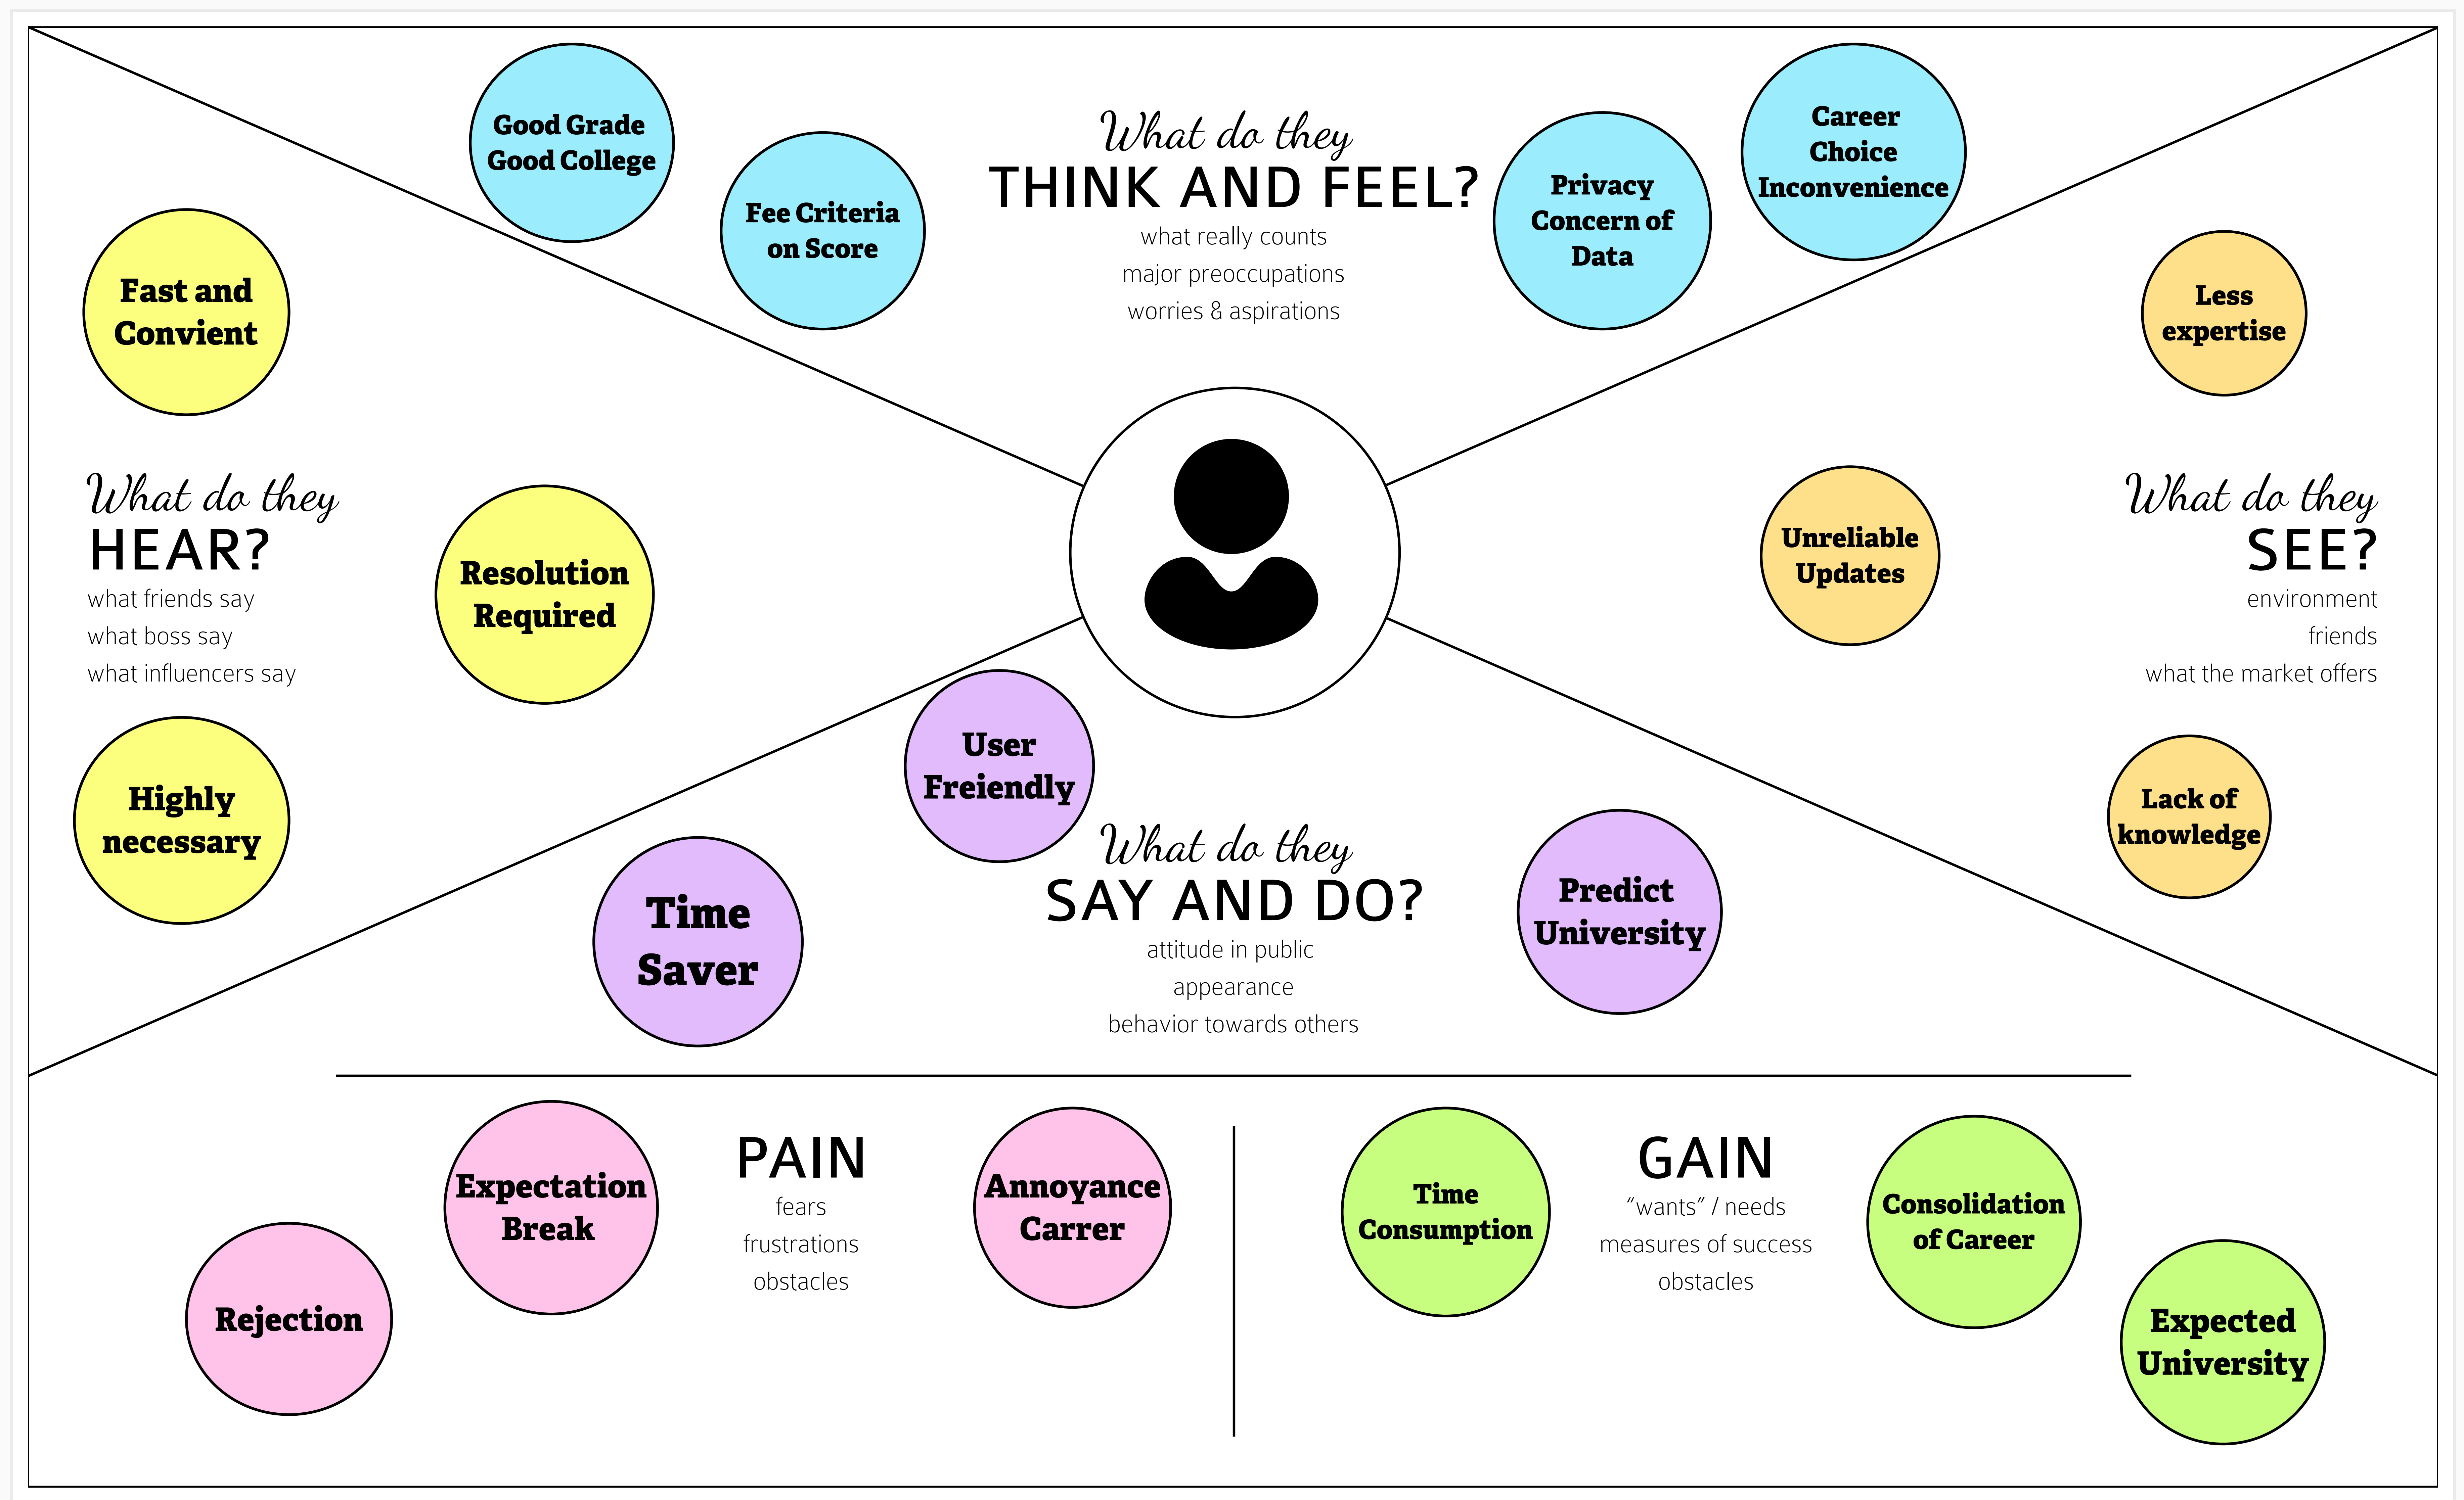 Good Grade
Good College
Fee Criteria
on Score
What do they
THINK AND FEEL?
what really counts
major preoccupations
worries & aspirations
Privacy
Concern of
Data
Career
Choice
Inconvenience
Fast and
Convient
What do they
HEAR?
what friends say
what boss say
what influencers say
Resolution
Required
Highly
necessary
Less
expertise
Unreliable
Updates
What do they
SEE?
environment
friends
what the market offers
Lack of
knowledge
User
Freiendly
Time
Saver
What do they
SAY AND DO?
attitude in public
appearance
behavior towards others
Predict
University
Rejection
Expectation
Break
PAIN
fears
frustrations
obstacles
Annoyance
Carrer
Time
Consumption
GAIN
“wants” / needs
measures of success
obstacles
Consolidation
of Career
Expected
University